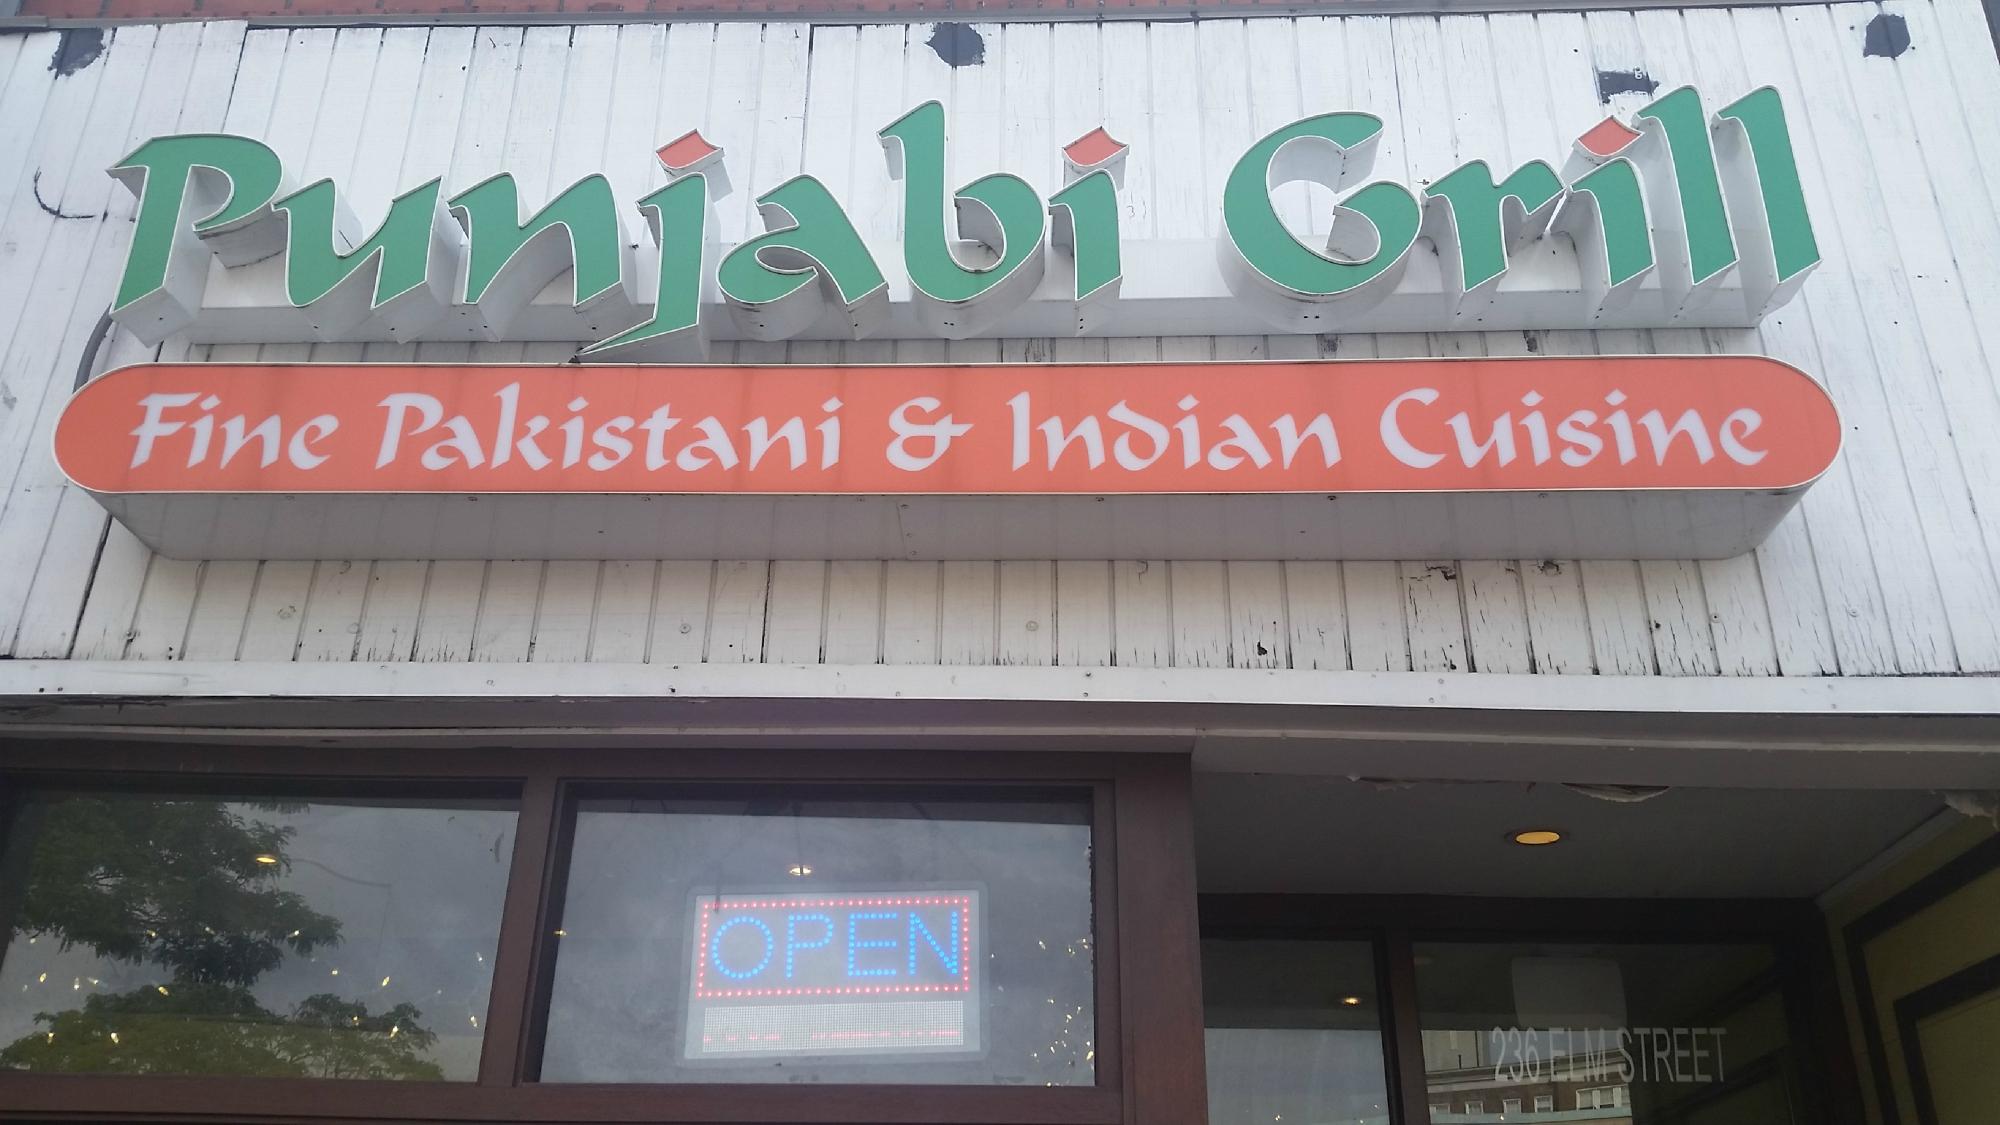 Punjabi Grill
Fine Pakistani & Indian Cuisine
OPEN
236 ELM STREET